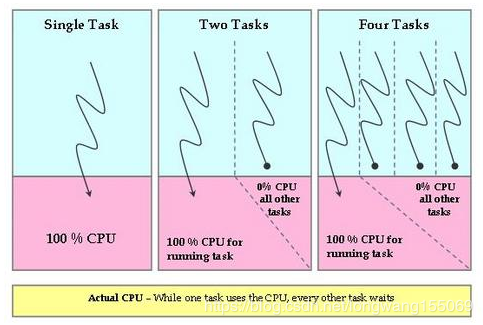 Single Task
Two Tasks
Four Tasks
100 % CPU
0% CPU
all other
tasks
100 % CPU for
running task
0% CPU
all other
tasks
100 % CPU for
running task
Actual CPU – While one task uses the CPU, every other task waits
https://blog.csdn.net/longwang155069